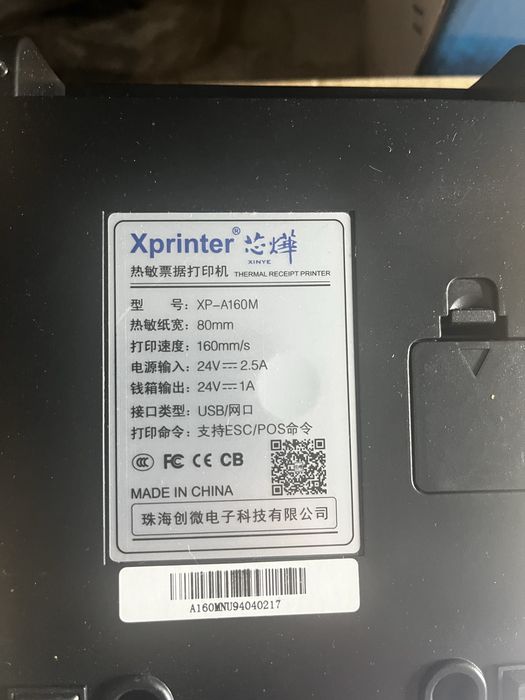 Xprinter® 芯烨
XINYE
热敏票据打印机 THERMAL RECEIPT PRINTER
型 号: XP-A160M
热敏纸宽: 80mm
打印速度: 160mm/s
电源输入: 24V⎓2.5A
钱箱输出: 24V⎓1A
接口类型: USB/网口
打印命令: 支持ESC/POS命令
CCC FC CE CB
MADE IN CHINA
珠海创微电子科技有限公司
A160MNU94040217